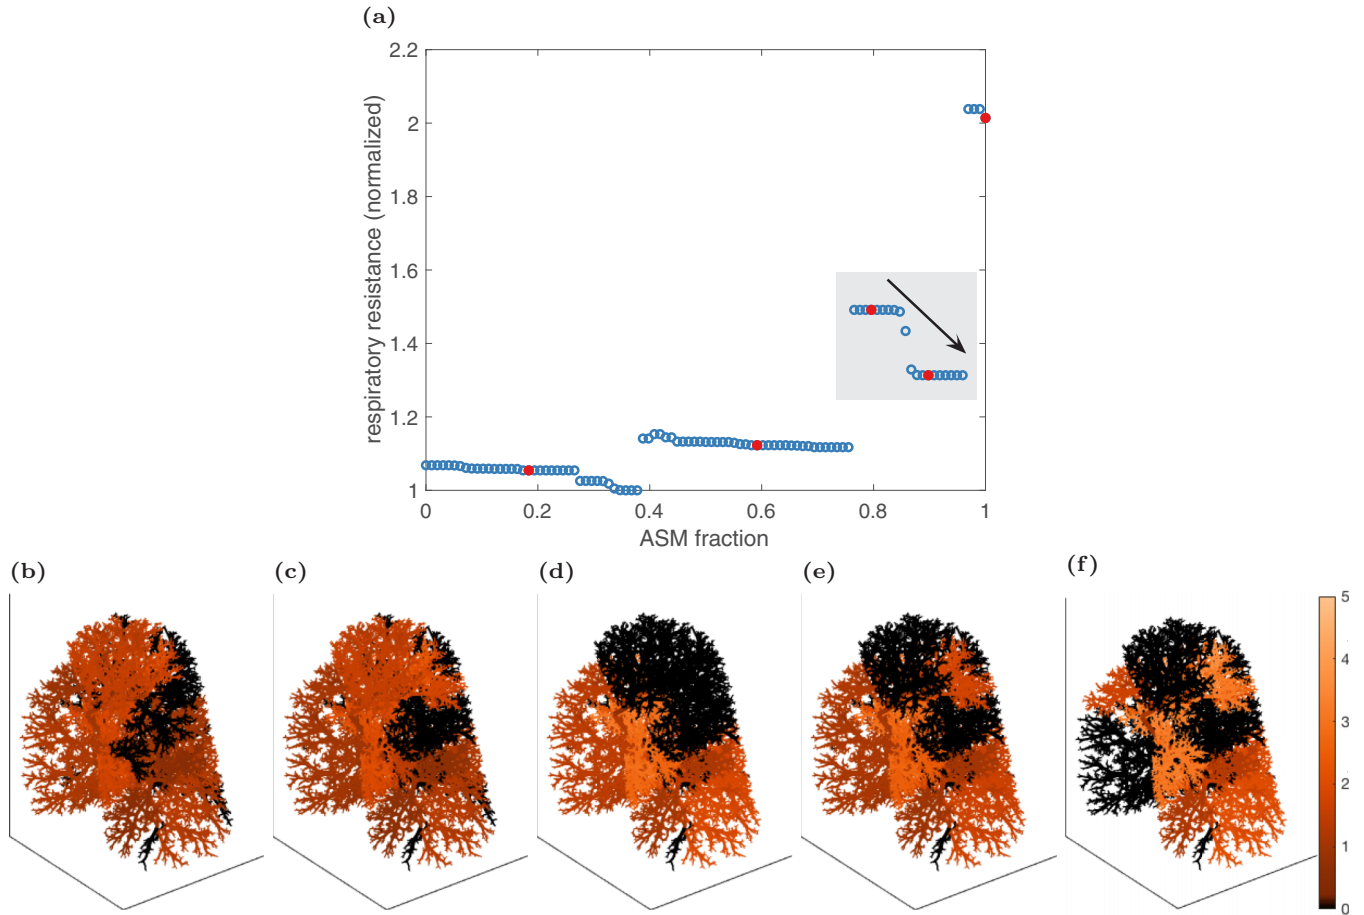 (a)
2.2
2
1.8
1.6
1.4
1.2
1
respiratory resistance (normalized)
0
0.2
0.4
0.6
0.8
1
ASM fraction
(b)
(c)
(d)
(e)
(f)
5
4
3
2
1
0